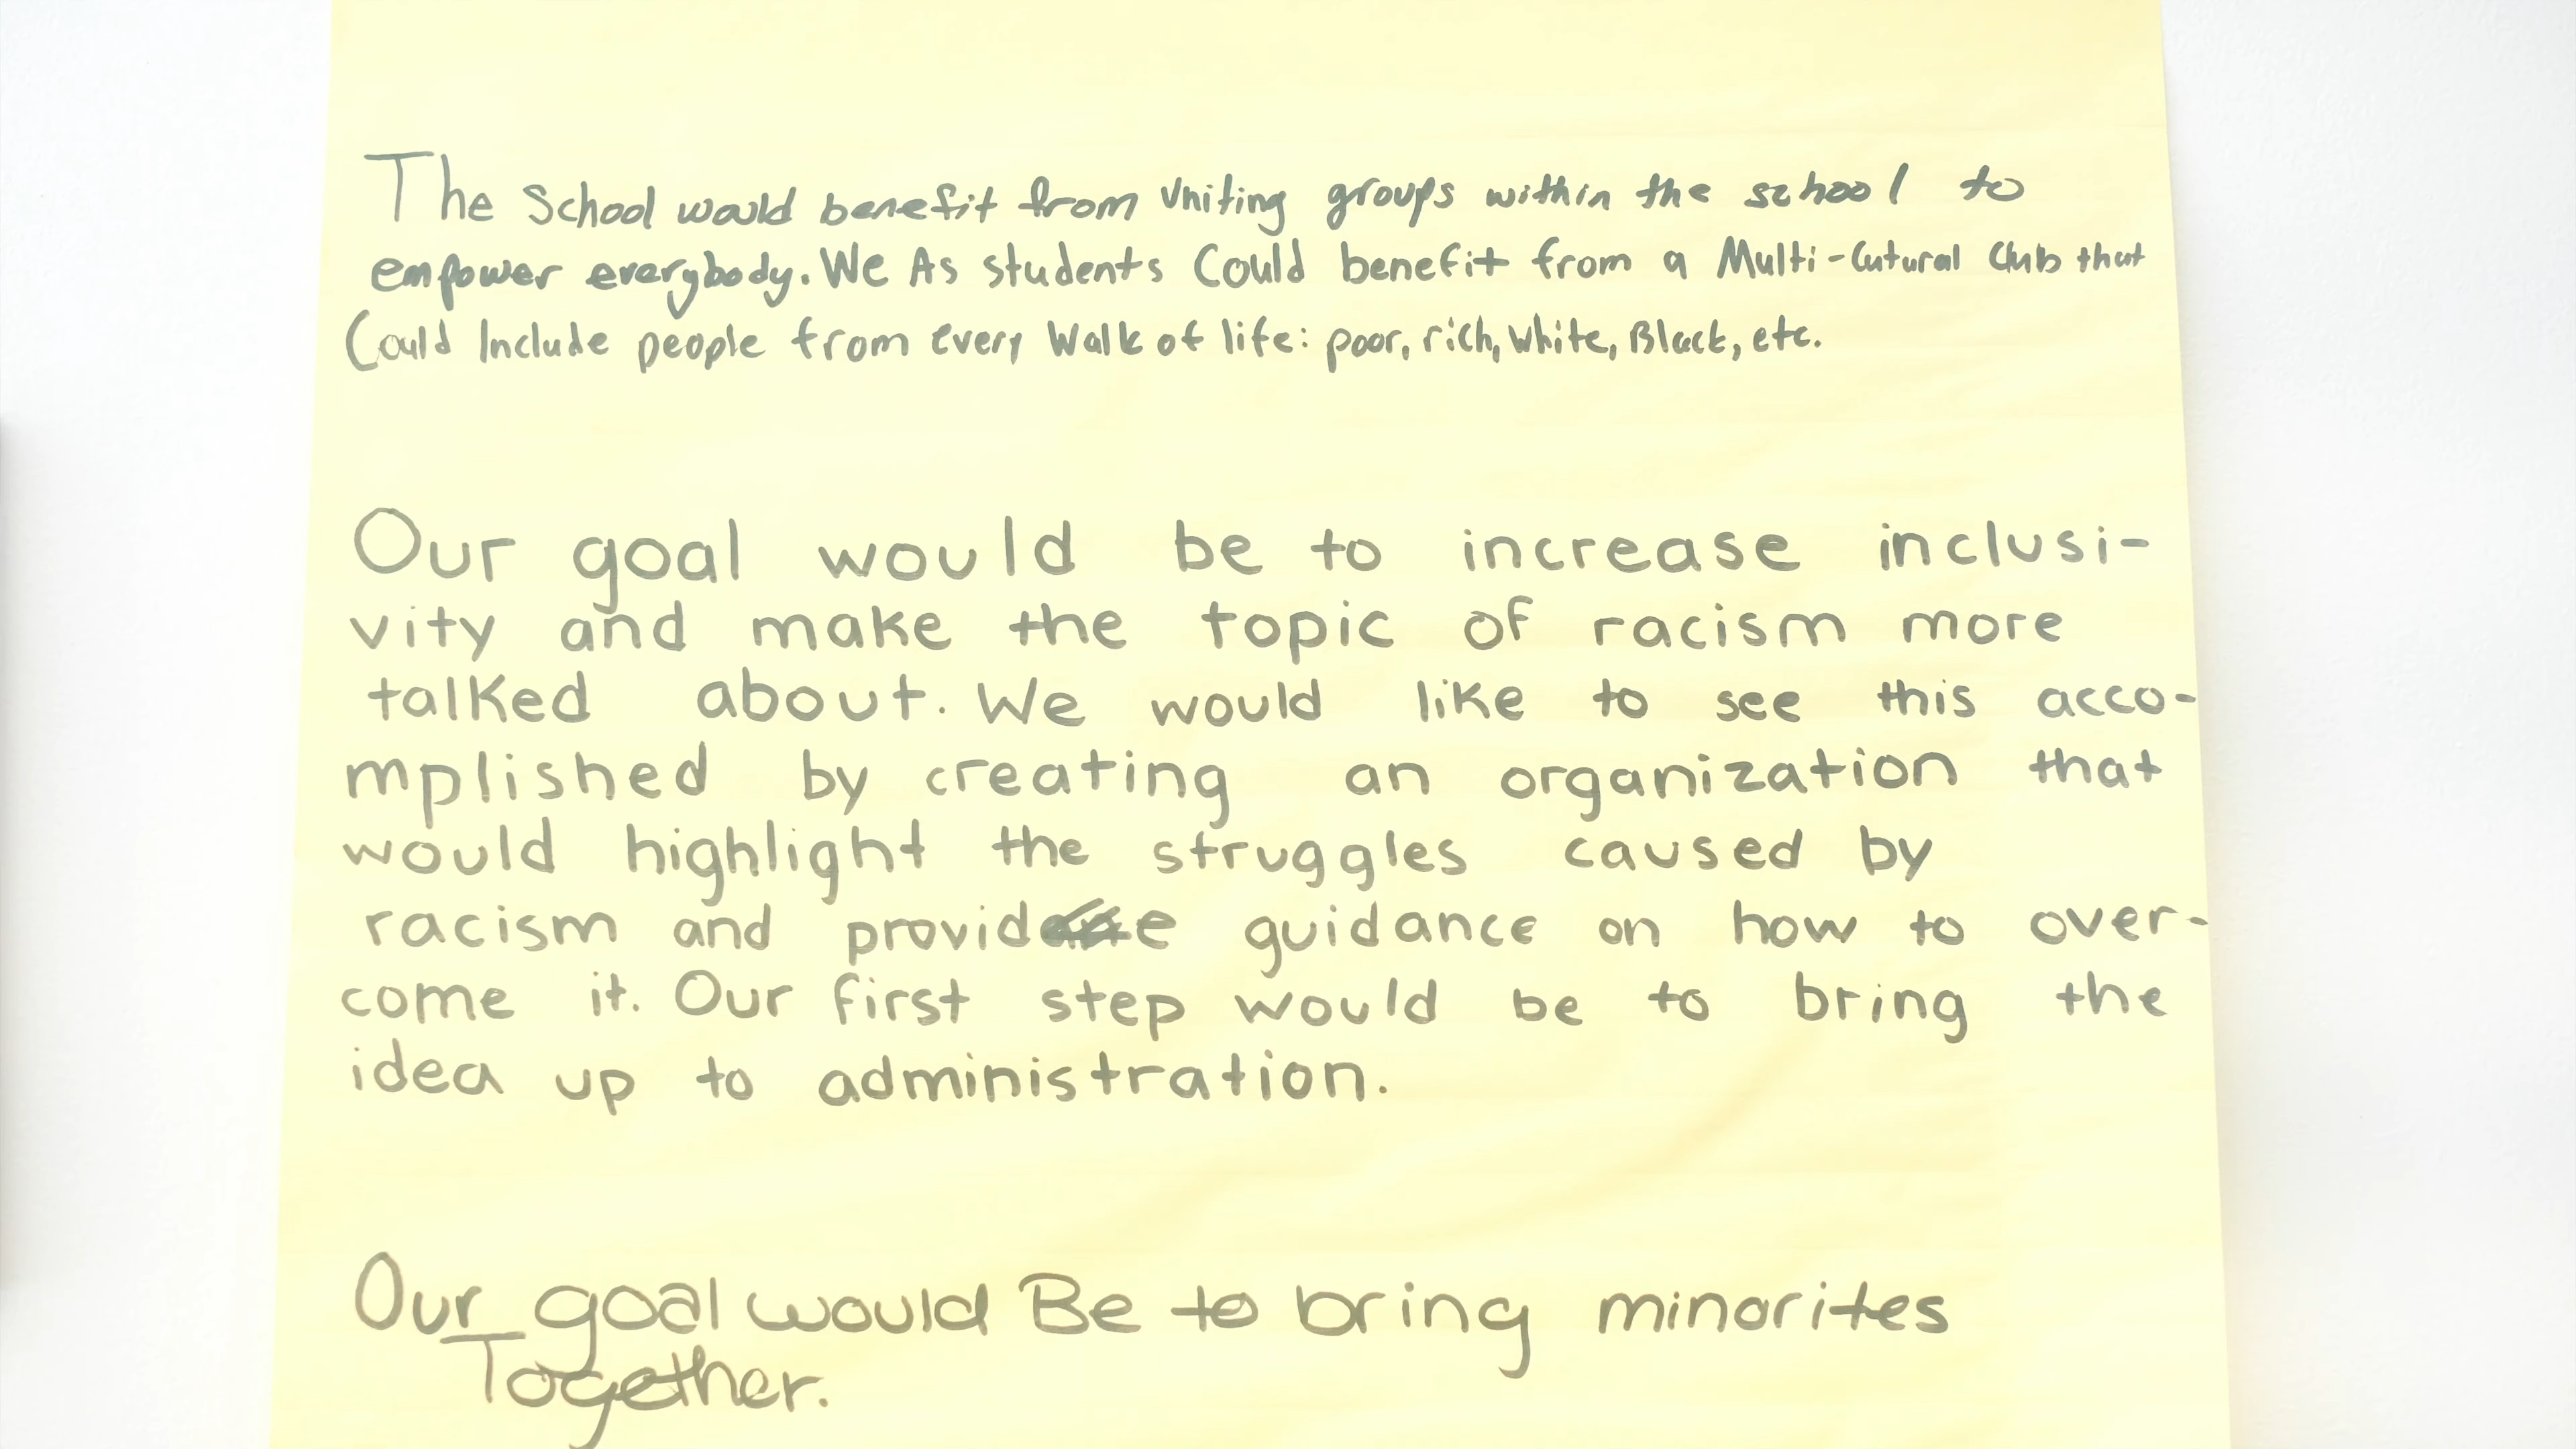 The School would benefit from Uniting groups within the school to
empower everybody. We As students Could benefit from a Multi-Cutural Club that
Could Include people from every Walk of life: poor, rich, White, Black, etc.
Our goal would be to increase inclusi-
vity and make the topic of racism more
talked about. We would like to see this acco-
mplished by creating an organization that
would highlight the struggles caused by
racism and provide guidance on how to over-
come it. Our first step would be to bring the
idea up to administration.
Our goal would Be to bring minorites
Together.